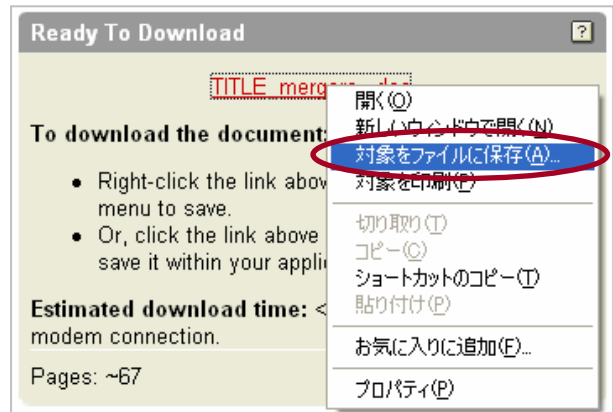 Ready To Download
?
TITLE_mergers
To download the document:
• Right-click the link abov
menu to save.
• Or, click the link above
save it within your appli
Estimated download time: <
modem connection.
Pages: ~67
開く(O)
新しいウィンドウで開く(N)
対象をファイルに保存(A)...
対象を印刷(P)
切り取り(T)
コピー(C)
ショートカットのコピー(T)
貼り付け(P)
お気に入りに追加(F)...
プロパティ(R)